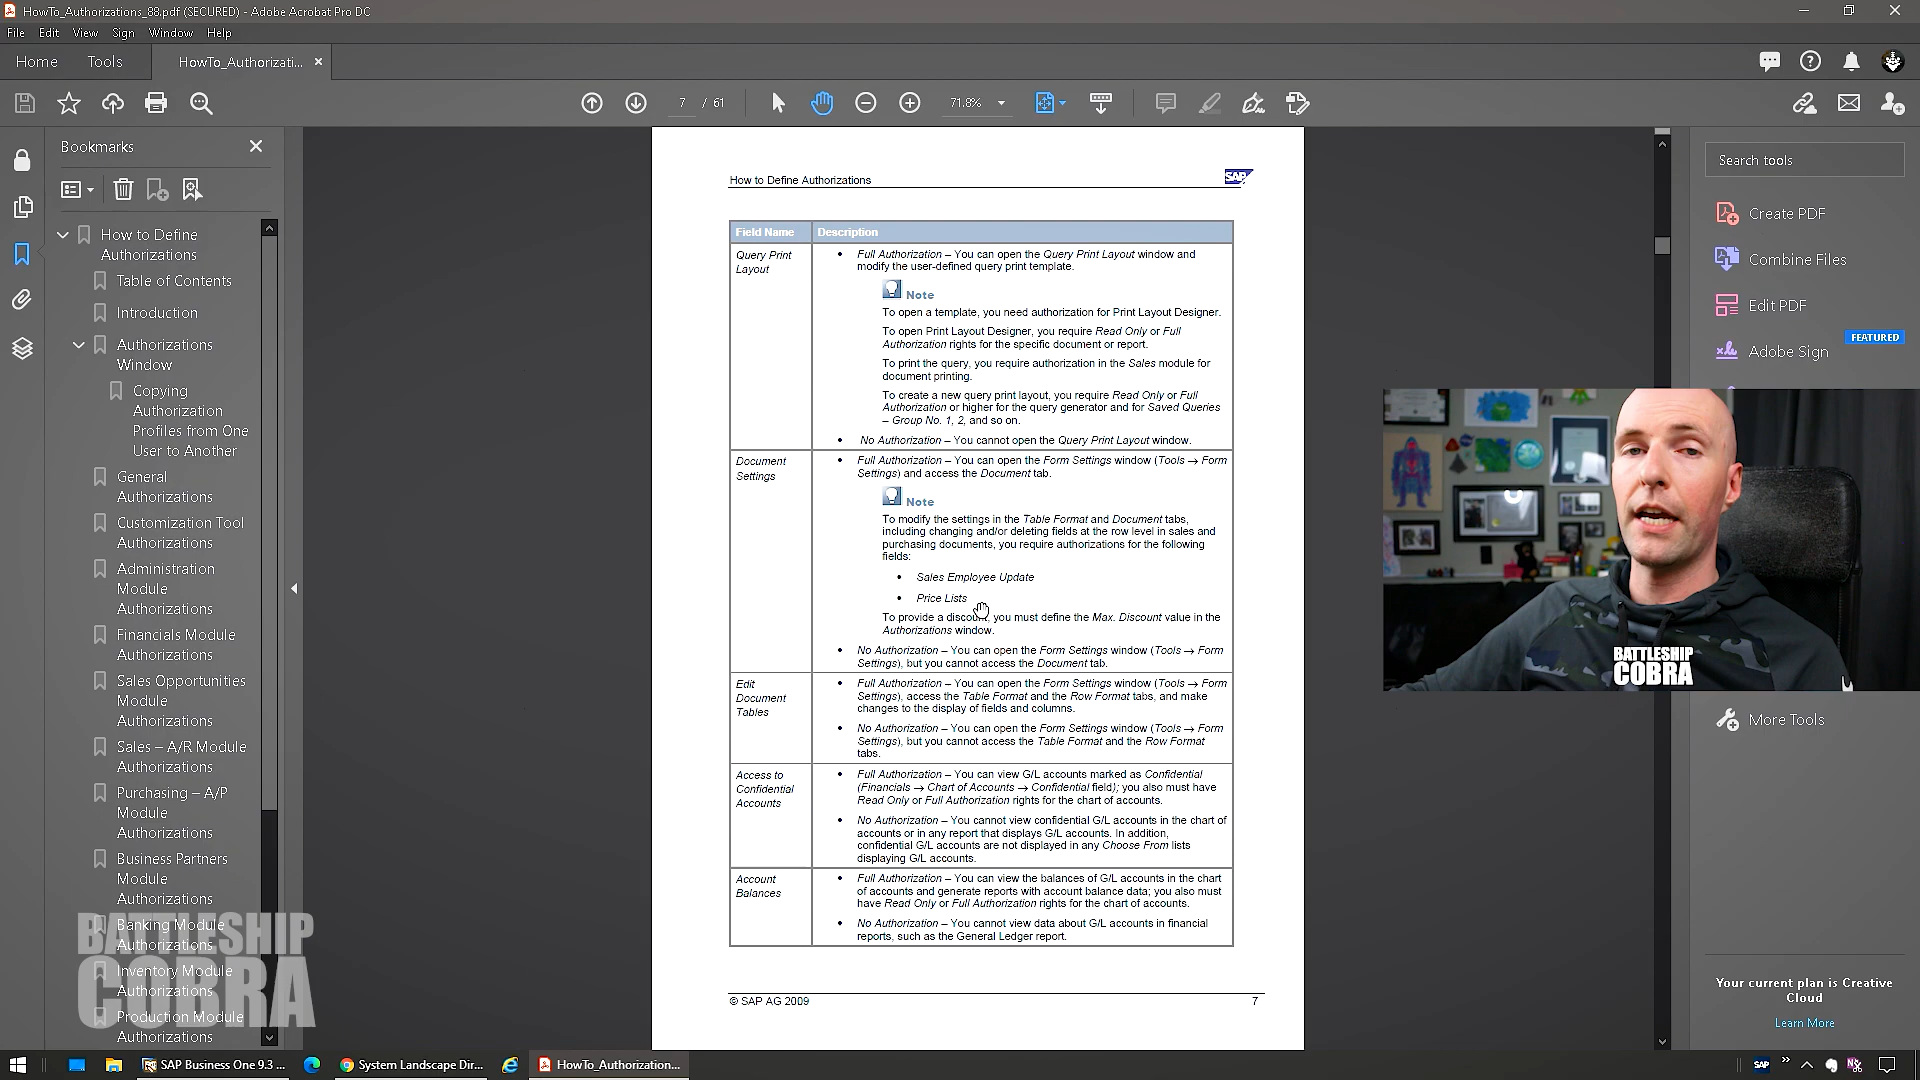 HowTo_Authorizations_88.pdf (SECURED) - Adobe Acrobat Pro DC
File Edit View Sign Window Help
Home Tools HowTo_Authorizati...
7 / 61 71.8%
Bookmarks
How to Define
Authorizations
Table of Contents
Introduction
Authorizations
Window
Copying
Authorization
Profiles from One
User to Another
General
Authorizations
Customization Tool
Authorizations
Administration
Module
Authorizations
Financials Module
Authorizations
Sales Opportunities
Module
Authorizations
Sales – A/R Module
Authorizations
Purchasing – A/P
Module
Authorizations
Business Partners
Module
Authorizations
Banking Module
Authorizations
Inventory Module
Authorizations
Production Module
Authorizations
BATTLESHIP
COBRA
How to Define Authorizations
SAP
Field Name Description
Query Print
Layout
• Full Authorization – You can open the Query Print Layout window and
modify the user-defined query print template.
Note
To open a template, you need authorization for Print Layout Designer.
To open Print Layout Designer, you require Read Only or Full
Authorization rights for the specific document or report.
To print the query, you require authorization in the Sales module for
document printing.
To create a new query print layout, you require Read Only or Full
Authorization or higher for the query generator and for Saved Queries
– Group No. 1, 2, and so on.
• No Authorization – You cannot open the Query Print Layout window.
Document
Settings
• Full Authorization – You can open the Form Settings window (Tools → Form
Settings) and access the Document tab.
Note
To modify the settings in the Table Format and Document tabs,
including changing and/or deleting fields at the row level in sales and
purchasing documents, you require authorizations for the following
fields:
• Sales Employee Update
• Price Lists
To provide a discount, you must define the Max. Discount value in the
Authorizations window.
• No Authorization – You can open the Form Settings window (Tools → Form
Settings), but you cannot access the Document tab.
Edit
Document
Tables
• Full Authorization – You can open the Form Settings window (Tools → Form
Settings), access the Table Format and the Row Format tabs, and make
changes to the display of fields and columns.
• No Authorization – You can open the Form Settings window (Tools → Form
Settings), but you cannot access the Table Format and the Row Format
tabs.
Access to
Confidential
Accounts
• Full Authorization – You can view G/L accounts marked as Confidential
(Financials → Chart of Accounts → Confidential field); you also must have
Read Only or Full Authorization rights for the chart of accounts.
• No Authorization – You cannot view confidential G/L accounts in the chart of
accounts or in any report that displays G/L accounts. In addition,
confidential G/L accounts are not displayed in any Choose From lists
displaying G/L accounts.
Account
Balances
• Full Authorization – You can view the balances of G/L accounts in the chart
of accounts and generate reports with account balance data; you also must
have Read Only or Full Authorization rights for the chart of accounts.
• No Authorization – You cannot view data about G/L accounts in financial
reports, such as the General Ledger report.
© SAP AG 2009 7
Search tools
Create PDF
Combine Files
Edit PDF
FEATURED
Adobe Sign
BATTLESHIP
COBRA
More Tools
Your current plan is Creative
Cloud
Learn More
SAP Business One 9.3 ... System Landscape Dir... HowTo_Authorization... SAP